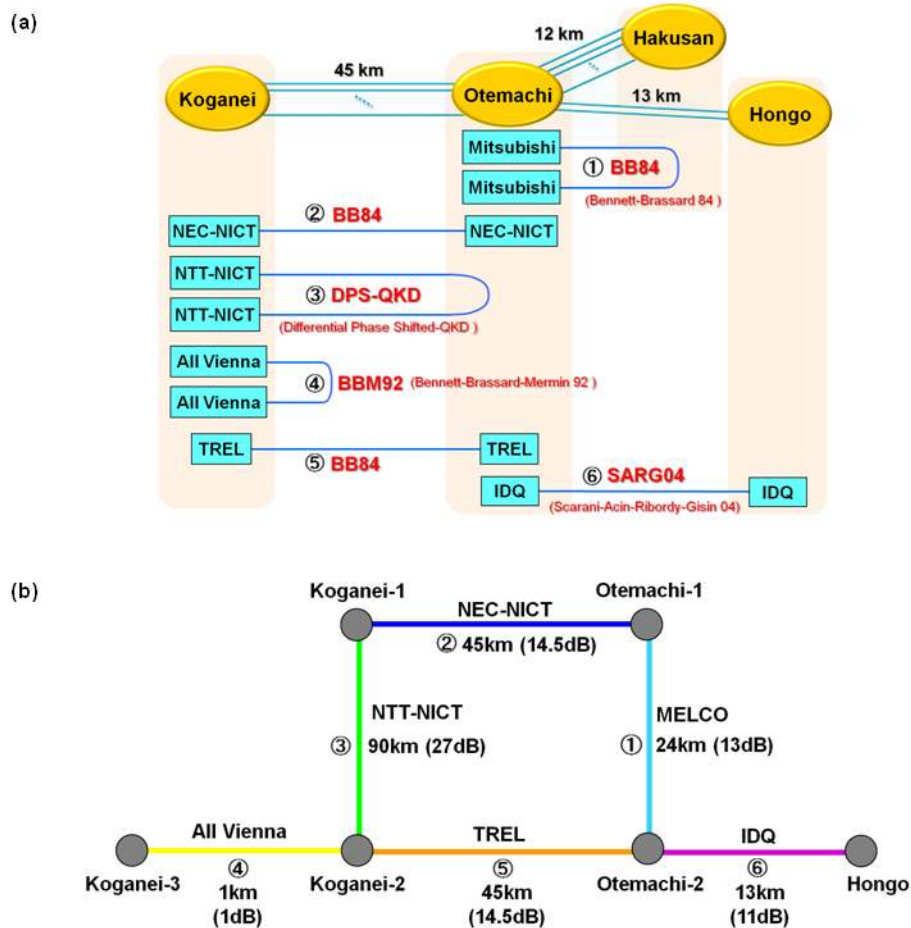 (a)
12 km
Hakusan
45 km
Koganei
Otemachi
13 km
Hongo
Mitsubishi
① BB84
Mitsubishi
(Bennett-Brassard 84 )
② BB84
NEC-NICT
NEC-NICT
NTT-NICT
③ DPS-QKD
NTT-NICT
(Differential Phase Shifted-QKD )
All Vienna
④ BBM92 (Bennett-Brassard-Mermin 92 )
All Vienna
TREL
TREL
⑤ BB84
⑥ SARG04
IDQ
IDQ
(Scarani-Acin-Ribordy-Gisin 04)
(b)
Koganei-1
Otemachi-1
NEC-NICT
② 45km (14.5dB)
NTT-NICT
③ 90km (27dB)
MELCO
① 24km (13dB)
All Vienna
TREL
IDQ
④
⑤
⑥
Koganei-3
Koganei-2
Otemachi-2
Hongo
1km
(1dB)
45km
(14.5dB)
13km
(11dB)